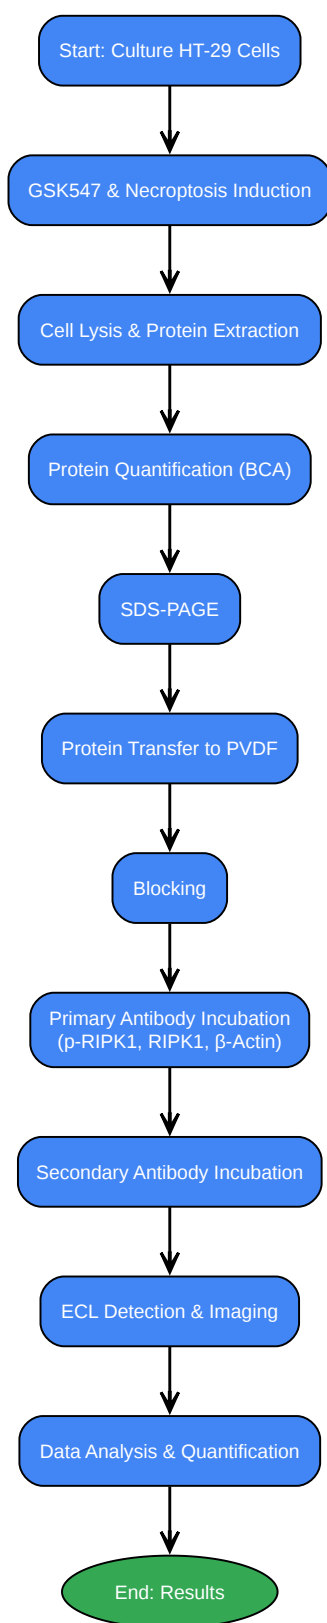 Start: Culture HT-29 Cells
GSK547 & Necroptosis Induction
Cell Lysis & Protein Extraction
Protein Quantification (BCA)
SDS-PAGE
Protein Transfer to PVDF
Blocking
Primary Antibody Incubation
(p-RIPK1, RIPK1, β-Actin)
Secondary Antibody Incubation
ECL Detection & Imaging
Data Analysis & Quantification
End: Results